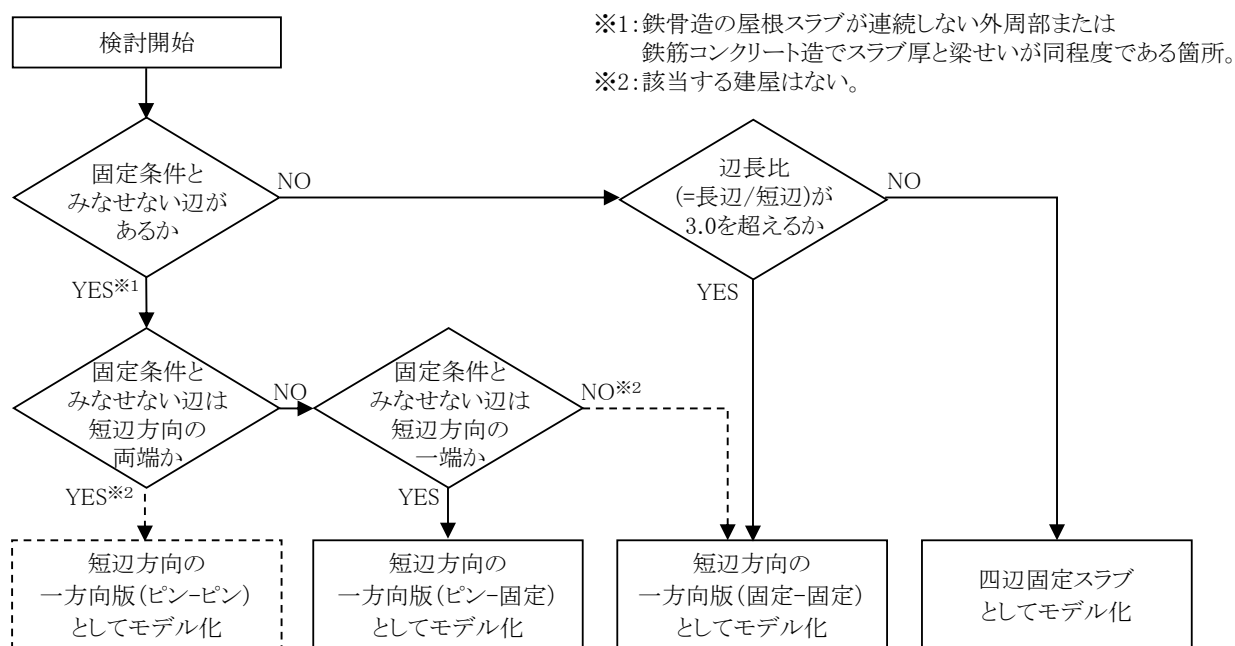 ※1：鉄骨造の屋根スラブが連続しない外周部または
鉄筋コンクリート造でスラブ厚と梁せいが同程度である箇所。
※2：該当する建屋はない。
検討開始
固定条件と
みなせない辺が
あるか
NO
YES※1
辺長比
(=長辺/短辺)が
3.0を超えるか
NO
YES
固定条件と
みなせない辺は
短辺方向の
両端か
NO
YES※2
固定条件と
みなせない辺は
短辺方向の
一端か
NO※2
YES
短辺方向の
一方向版(ピン-ピン)
としてモデル化
短辺方向の
一方向版(ピン-固定)
としてモデル化
短辺方向の
一方向版(固定-固定)
としてモデル化
四辺固定スラブ
としてモデル化